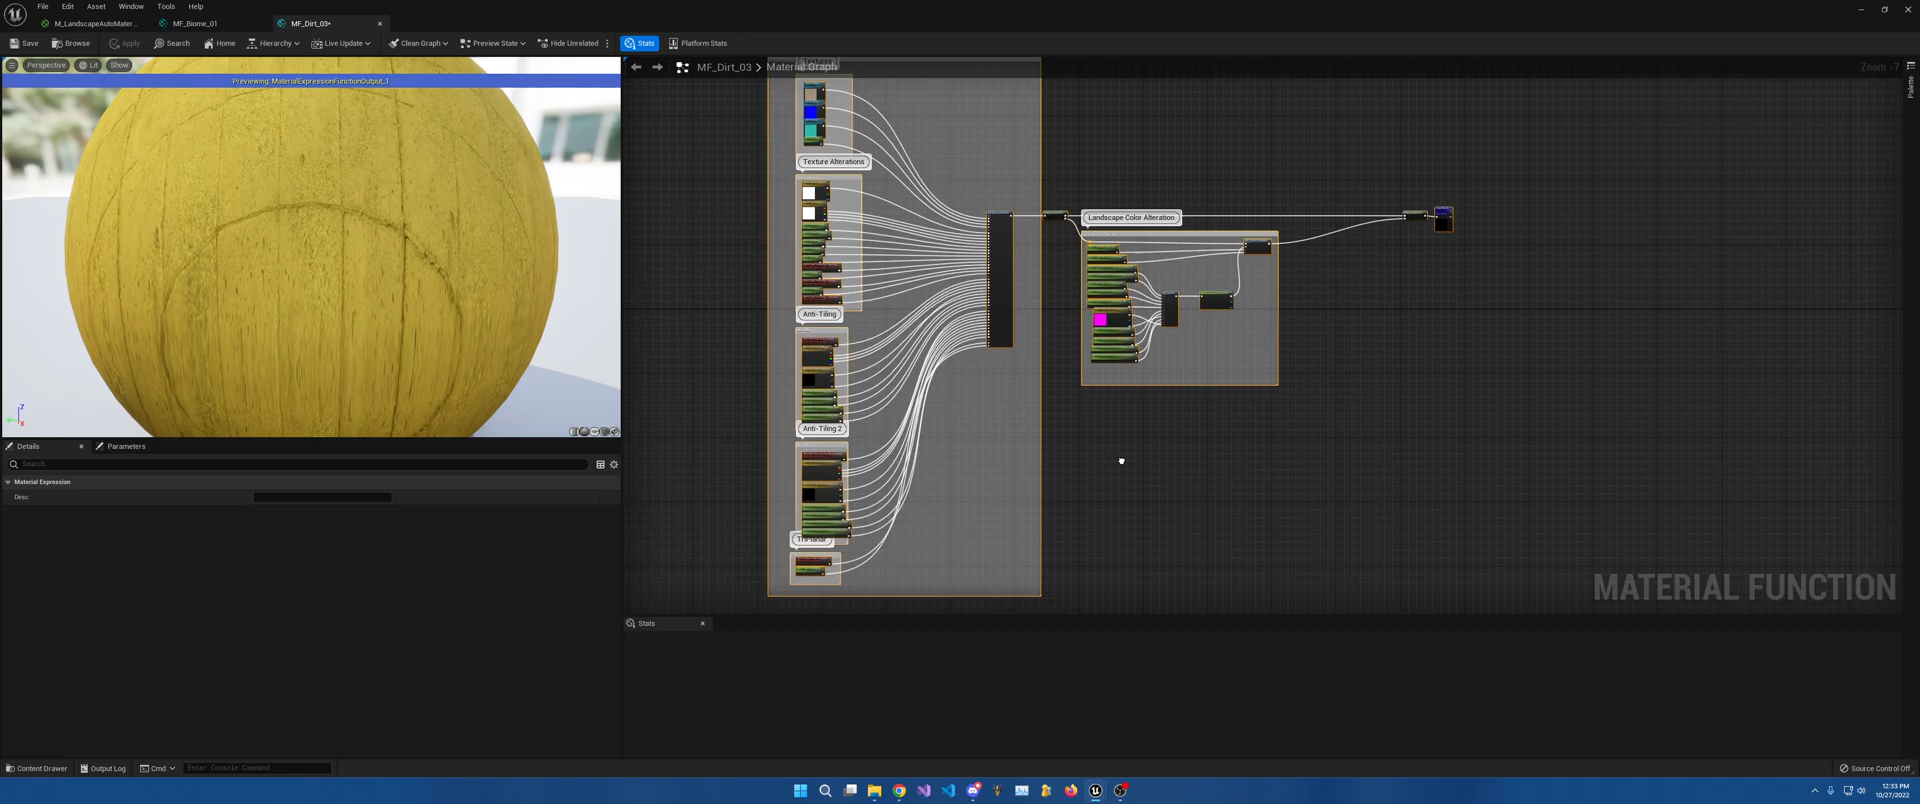 File Edit Asset Window Tools Help
M_LandscapeAutoMater... MF_Biome_01 MF_Dirt_03•
Save Browse Apply Search Home Hierarchy Live Update Clean Graph Preview State Hide Unrelated Stats Platform Stats
Perspective Lit Show
Previewing: MaterialExpressionFunctionOutput_1
MF_Dirt_03 > Material Graph
Zoom -7
Palette
Texture Alterations
Landscape Color Alteration
Anti-Tiling
Anti-Tiling 2
TriPlanar
MATERIAL FUNCTION
Z
X
Details Parameters
Search
Material Expression
Desc
Stats
Content Drawer Output Log Cmd Enter Console Command Source Control Off
12:33 PM
10/27/2022